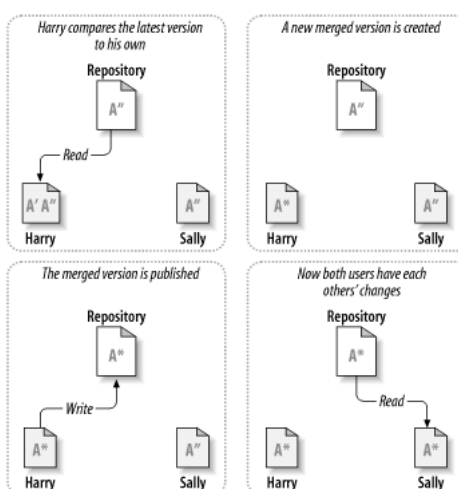 Harry compares the latest version
to his own
Repository
A″
Read
A′ A″
A″
Harry
Sally
A new merged version is created
Repository
A″
A*
A″
Harry
Sally
The merged version is published
Repository
A*
Write
A*
A″
Harry
Sally
Now both users have each
others’ changes
Repository
A*
Read
A*
A*
Harry
Sally